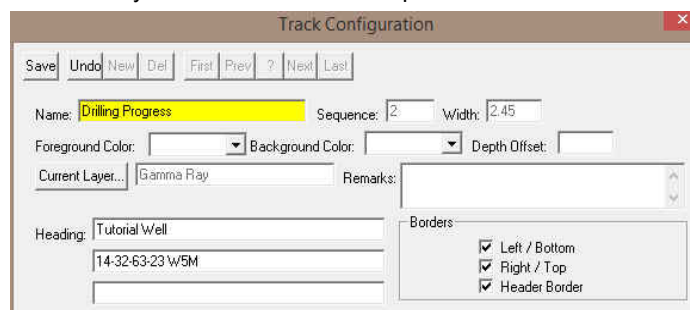 Track Configuration
Save Undo New Del First Prev ? Next Last
Name: Drilling Progress Sequence: 2 Width: 2.45
Foreground Color: Background Color: Depth Offset:
Current Layer... Gamma Ray Remarks:
Heading: Tutorial Well
14-32-63-23 W5M
Borders
Left / Bottom
Right / Top
Header Border